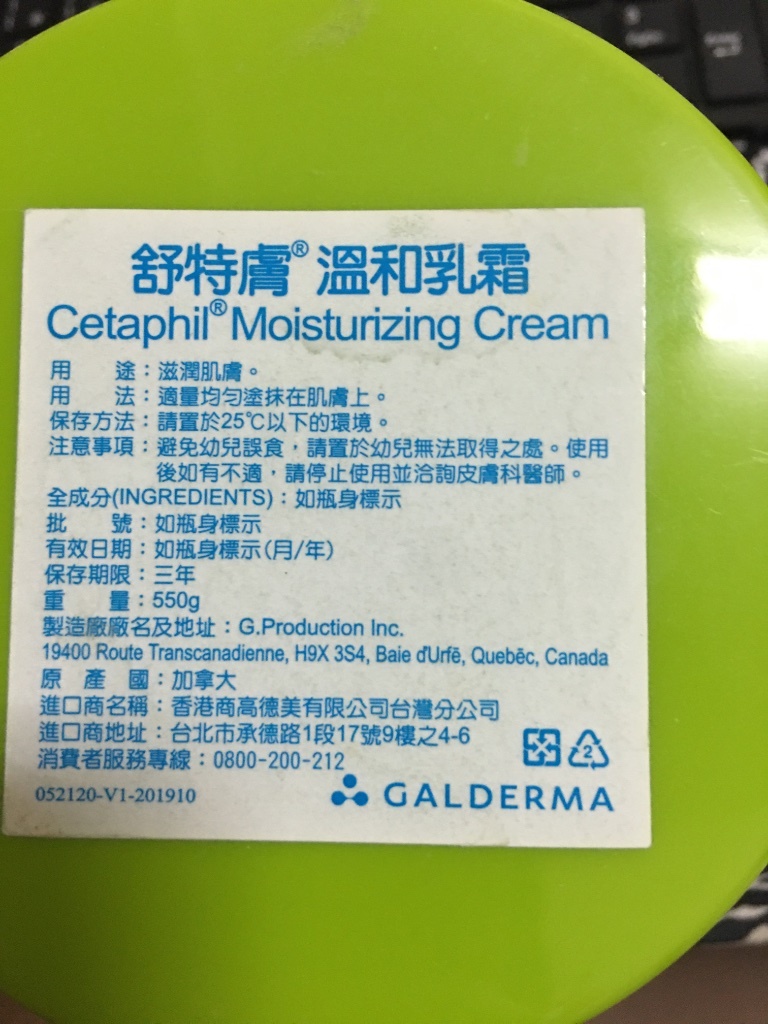 舒特膚® 溫和乳霜
Cetaphil® Moisturizing Cream
用　　途：滋潤肌膚。
用　　法：適量均勻塗抹在肌膚上。
保存方法：請置於25℃以下的環境。
注意事項：避免幼兒誤食，請置於幼兒無法取得之處。使用
後如有不適，請停止使用並洽詢皮膚科醫師。
全成分(INGREDIENTS)：如瓶身標示
批　　號：如瓶身標示
有效日期：如瓶身標示(月/年)
保存期限：三年
重　　量：550g
製造廠廠名及地址：G.Production Inc.
19400 Route Transcanadienne, H9X 3S4, Baie d'Urfē, Quebēc, Canada
原　產　國：加拿大
進口商名稱：香港商高德美有限公司台灣分公司
進口商地址：台北市承德路1段17號9樓之4-6
消費者服務專線：0800-200-212
2
052120-V1-201910
GALDERMA